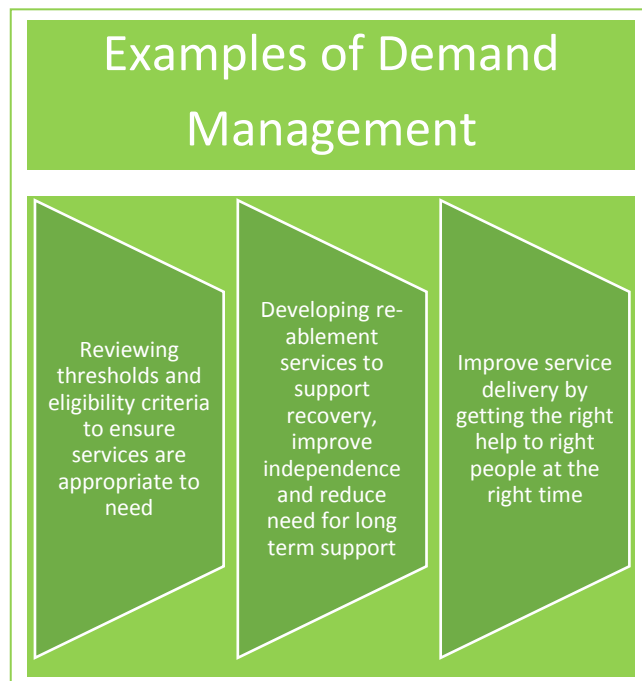 Examples of Demand
Management
Reviewing
thresholds and
eligibility criteria
to ensure
services are
appropriate to
need
Developing re-
ablement
services to
support
recovery,
improve
independence
and reduce
need for long
term support
Improve service
delivery by
getting the right
help to right
people at the
right time